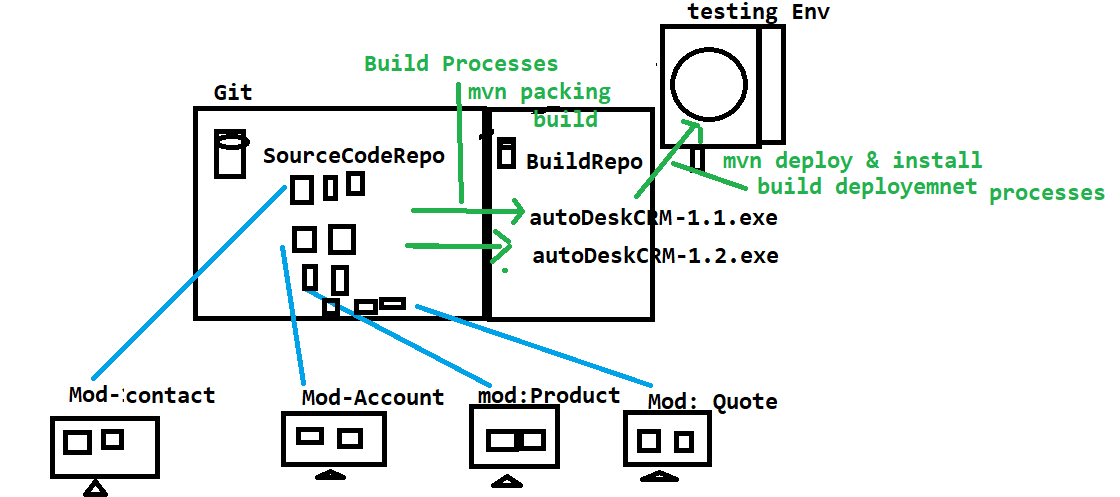 testing Env
Build Processes
Git
mvn packing
build
SourceCodeRepo
BuildRepo
mvn deploy & install
build deployemnet processes
autoDeskCRM-1.1.exe
autoDeskCRM-1.2.exe
Mod-contact
Mod-Account
mod:Product
Mod: Quote